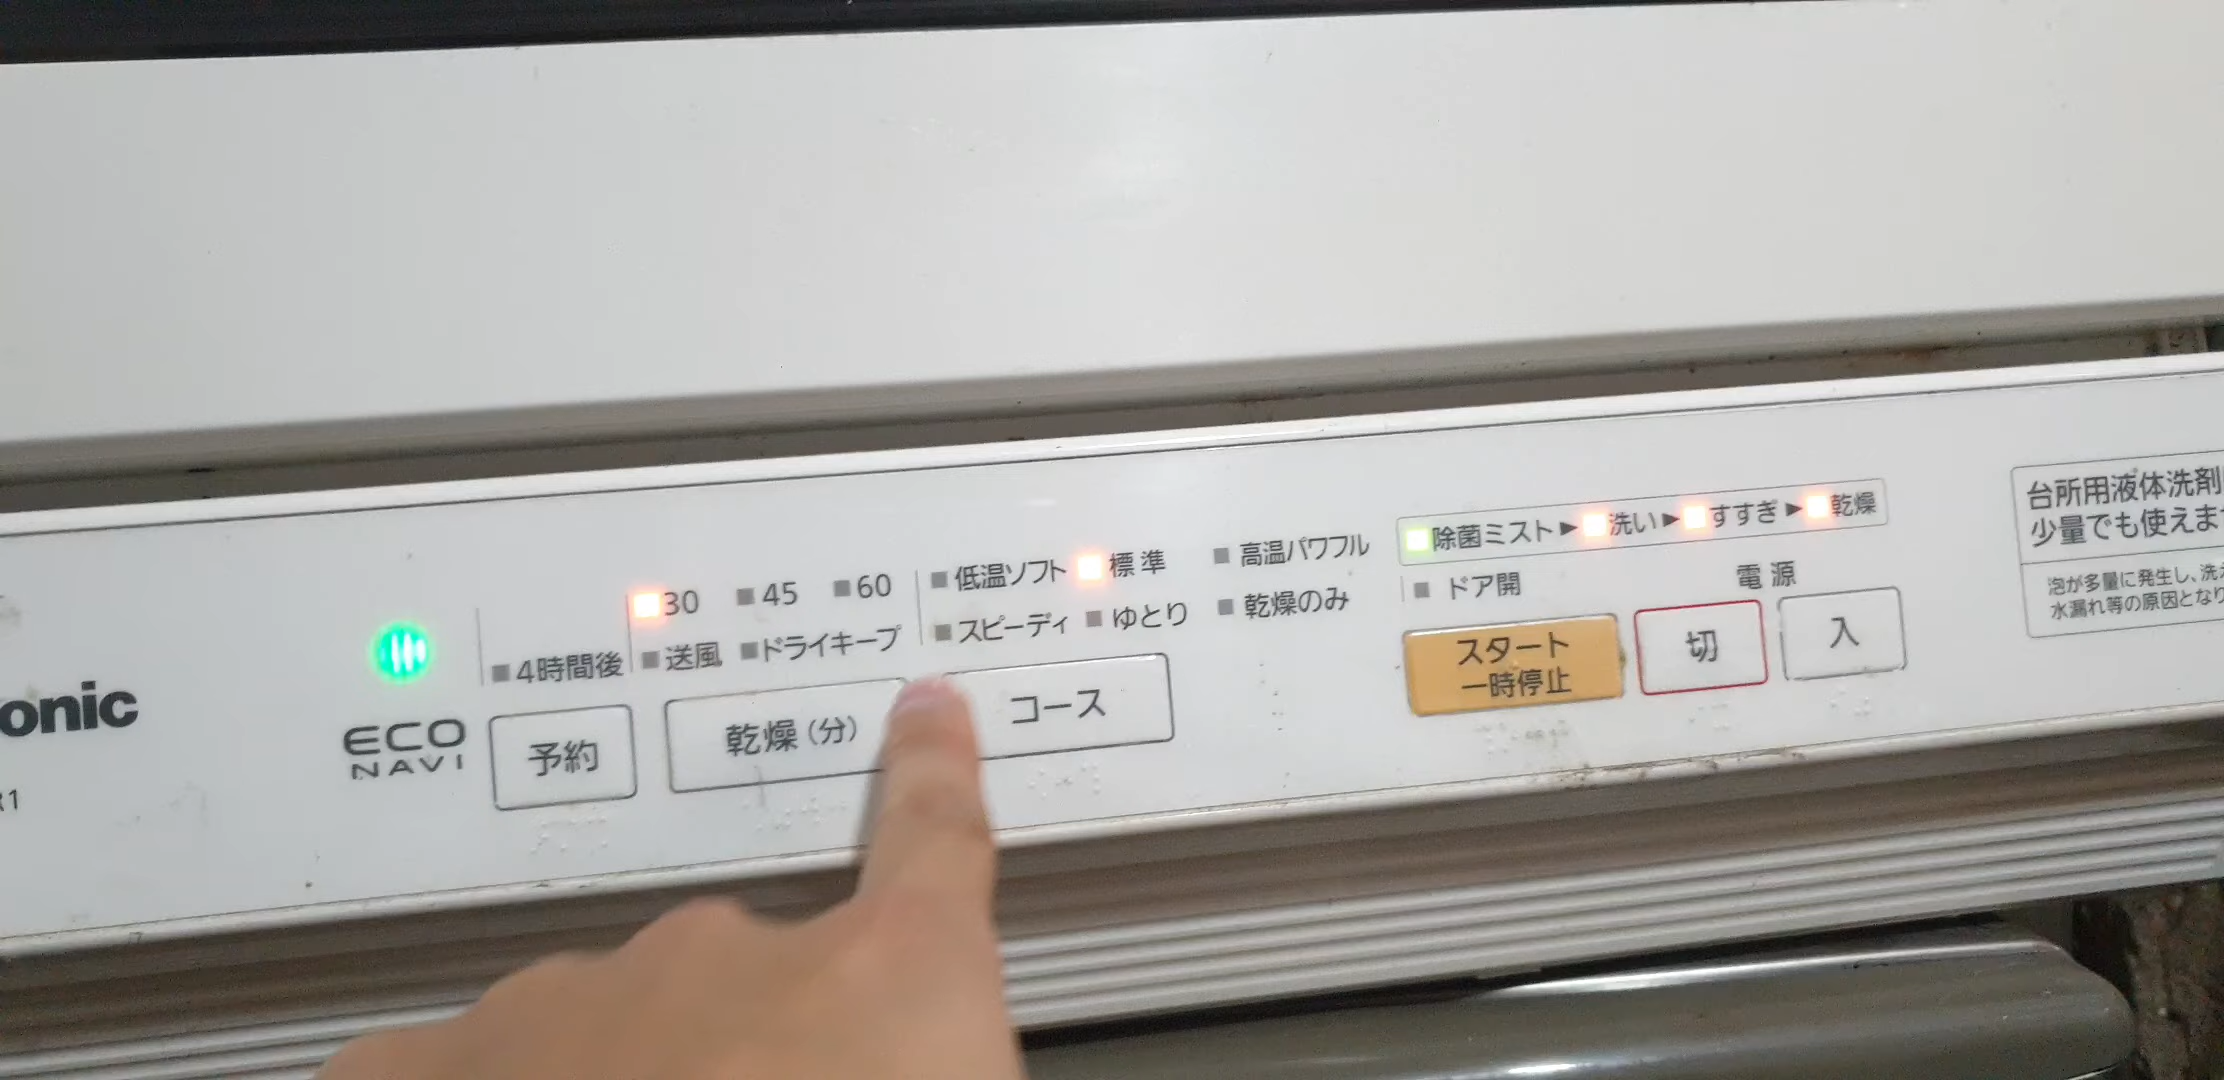 onic
R1
ECO
NAVI
4時間後
予約
30 45 60
送風 ドライキープ
乾燥(分)
低温ソフト 標準 高温パワフル
スピーディ ゆとり 乾燥のみ
コース
除菌ミスト▶洗い▶すすぎ▶乾燥
ドア開
電源
スタート
一時停止
切
入
台所用液体洗剤
少量でも使えま
泡が多量に発生し、洗
水漏れ等の原因となり